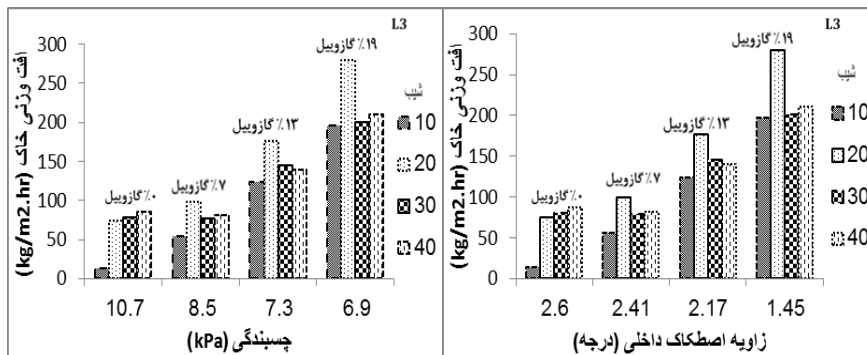 L3
افت وزنی خاک (kg/m2.hr)
300
250
200
150
100
50
0
۰٪ گازوییل
۷٪ گازوییل
۱۳٪ گازوییل
۱۹٪ گازوییل
10.7 8.5 7.3 6.9
چسبندگی (kPa)
شیب
10
20
30
40
L3
افت وزنی خاک (kg/m2.hr)
300
250
200
150
100
50
0
۰٪ گازوییل
۷٪ گازوییل
۱۳٪ گازوییل
۱۹٪ گازوییل
2.6 2.41 2.17 1.45
زاویه اصطکاک داخلی (درجه)
شیب
10
20
30
40